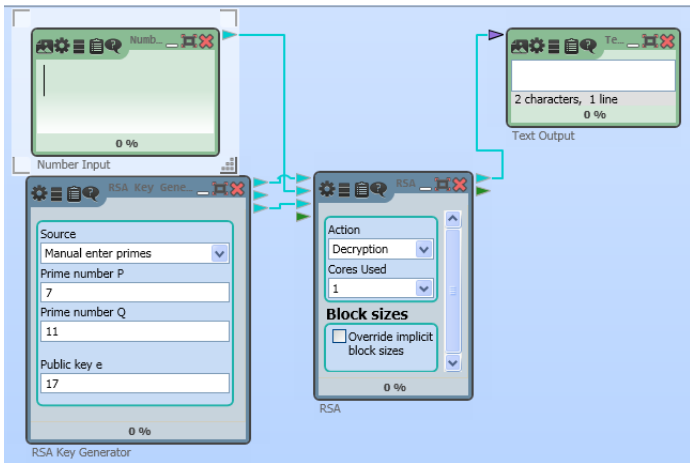 Numb...
0 %
Number Input
Te...
2 characters, 1 line
0 %
Text Output
RSA Key Gene...
Source
Manual enter primes
Prime number P
7
Prime number Q
11
Public key e
17
0 %
RSA Key Generator
RSA
Action
Decryption
Cores Used
1
Block sizes
Override implicit
block sizes
0 %
RSA